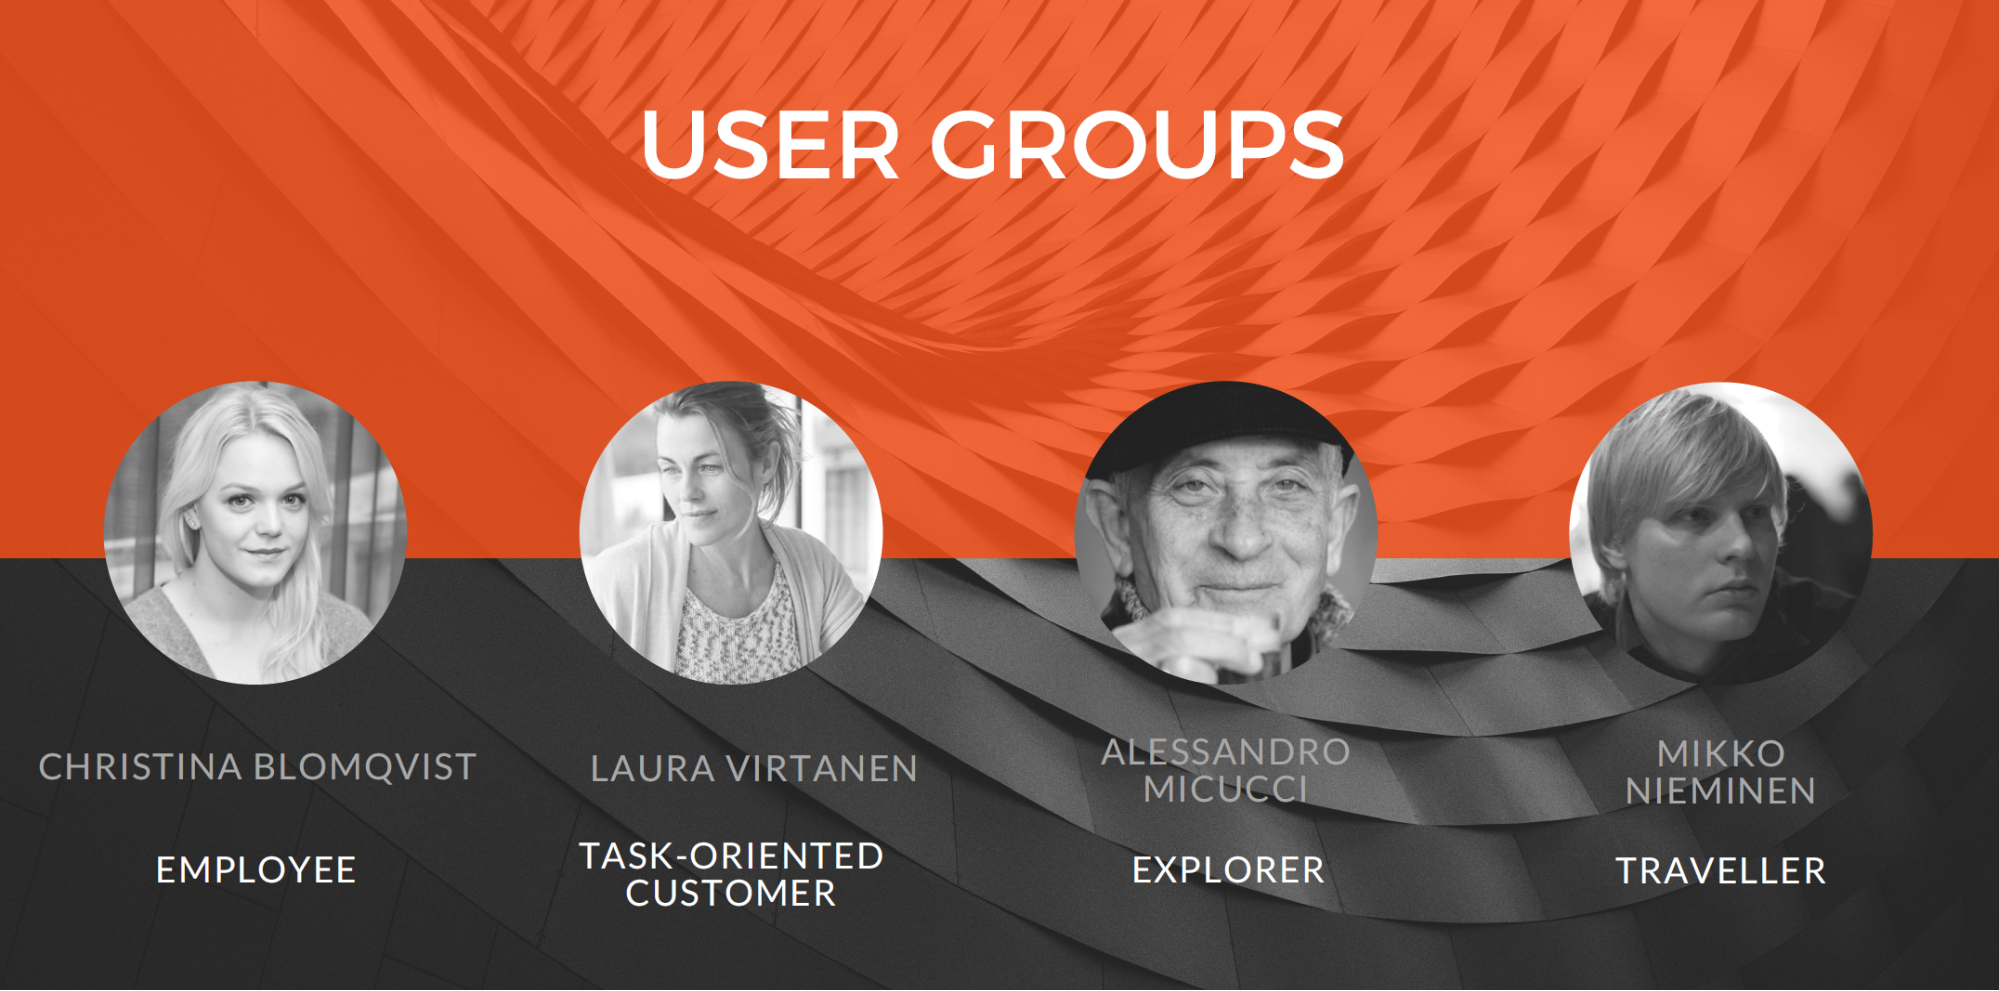 USER GROUPS
CHRISTINA BLOMQVIST
EMPLOYEE
LAURA VIRTANEN
TASK-ORIENTED
CUSTOMER
ALESSANDRO
MICUCCI
EXPLORER
MIKKO
NIEMINEN
TRAVELLER